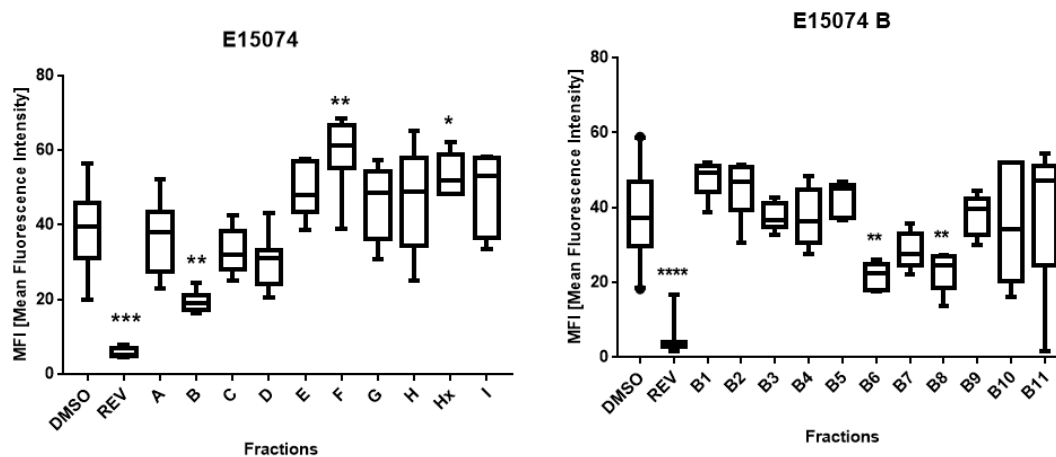 E15074
MFI [Mean Fluorescence Intensity]
80
60
40
20
0
***
**
**
*
DMSO
REV
A
B
C
D
E
F
G
H
Hx
I
Fractions
E15074 B
MFI [Mean Fluorescence Intensity]
80
60
40
20
0
****
**
**
DMSO
REV
B1
B2
B3
B4
B5
B6
B7
B8
B9
B10
B11
Fractions